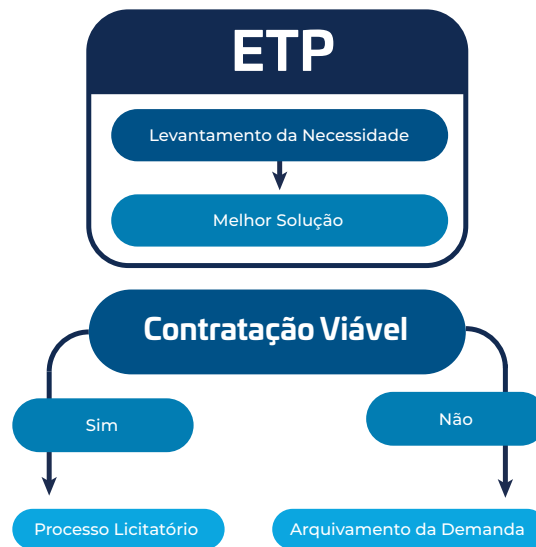 ETP
Levantamento da Necessidade
Melhor Solução
Contratação Viável
Sim
Não
Processo Licitatório
Arquivamento da Demanda